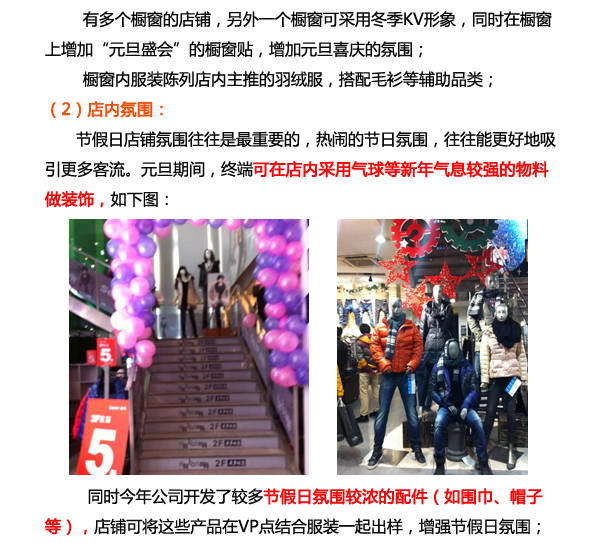 有多个橱窗的店铺，另外一个橱窗可采用冬季KV形象，同时在橱窗
上增加“元旦盛会”的橱窗贴，增加元旦喜庆的氛围；
橱窗内服装陈列店内主推的羽绒服，搭配毛衫等辅助品类；
（2）店内氛围：
节假日店铺氛围往往是最重要的，热闹的节日氛围，往往能更好地吸
引更多客流。元旦期间，终端可在店内采用气球等新年气息较强的物料
做装饰，如下图：
5
2F
5
2F
同时今年公司开发了较多节假日氛围较浓的配件（如围巾、帽子
等），店铺可将这些产品在VP点结合服装一起出样，增强节假日氛围；